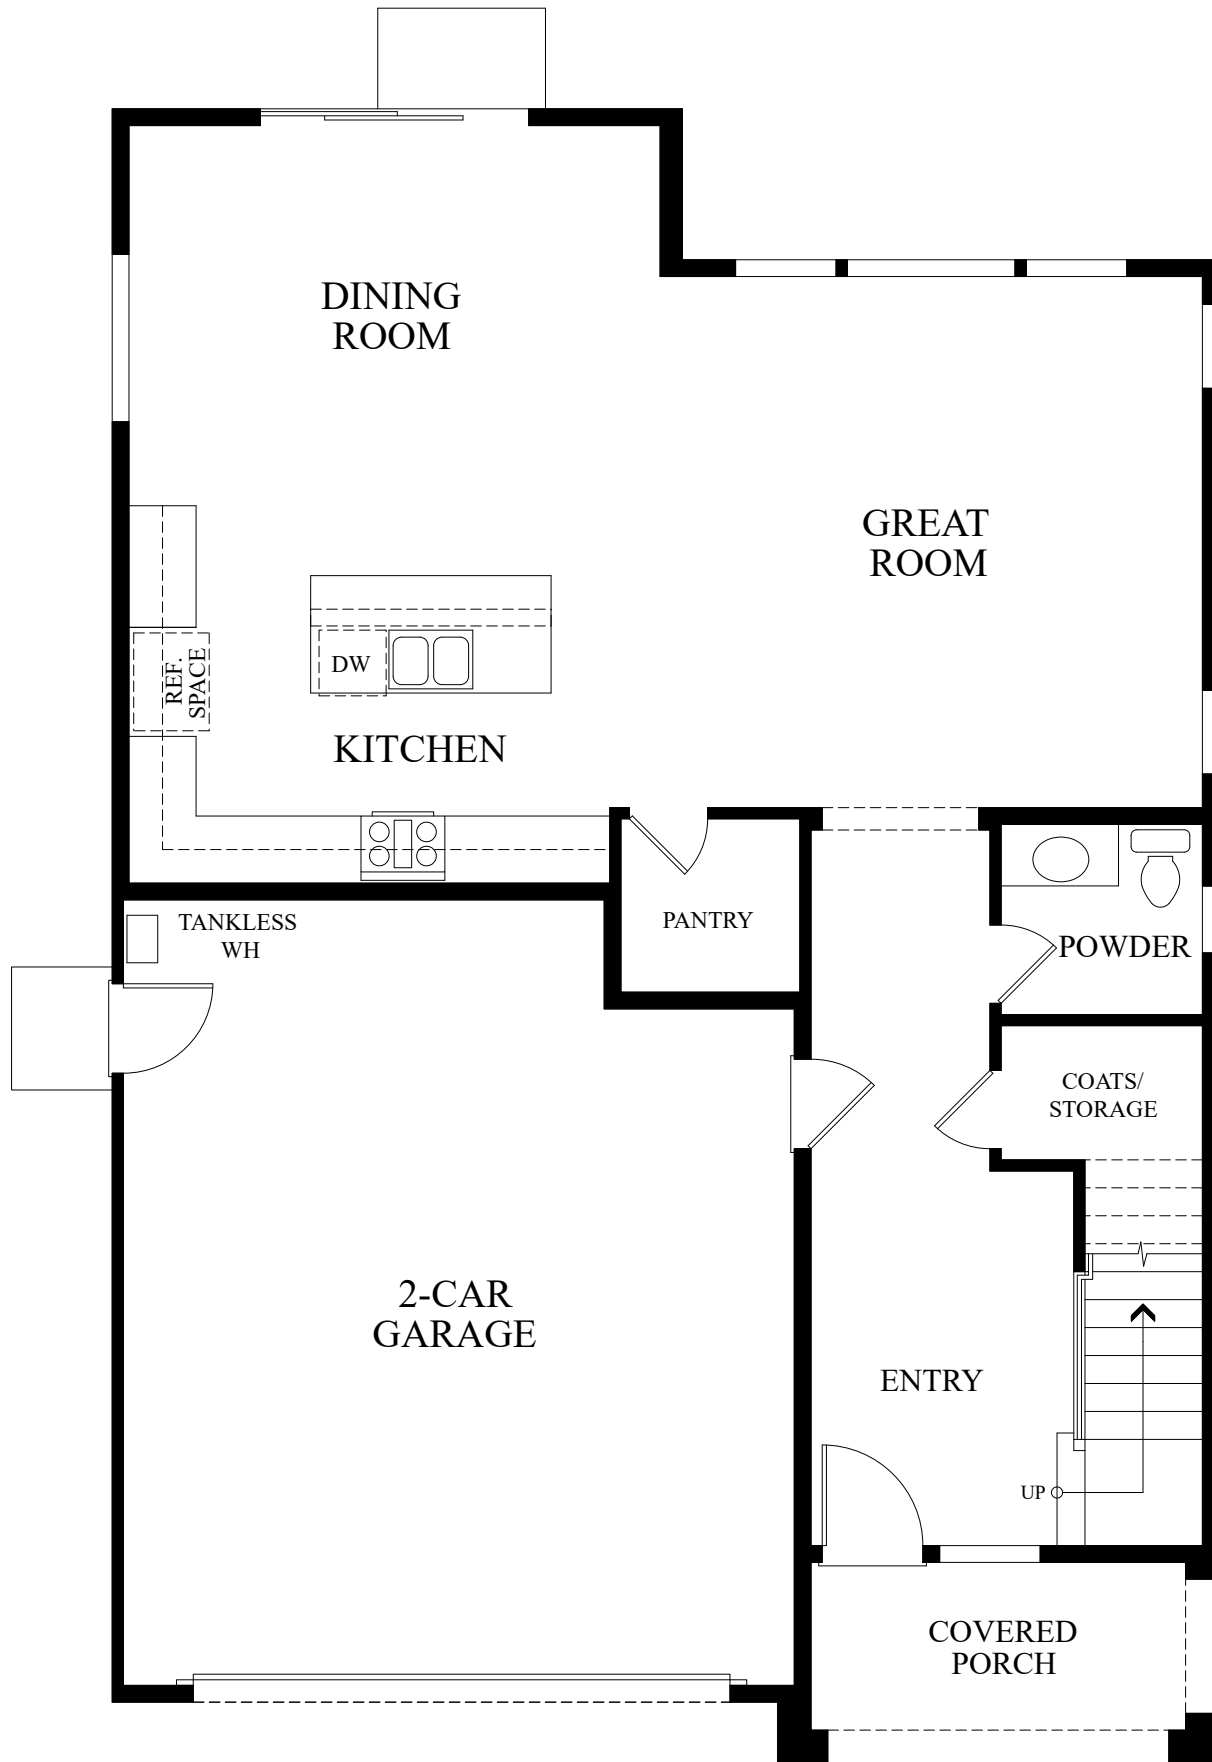 DINING
ROOM
GREAT
ROOM
REF.
SPACE
DW
KITCHEN
TANKLESS
WH
PANTRY
POWDER
COATS/
STORAGE
2-CAR
GARAGE
ENTRY
UP
COVERED
PORCH